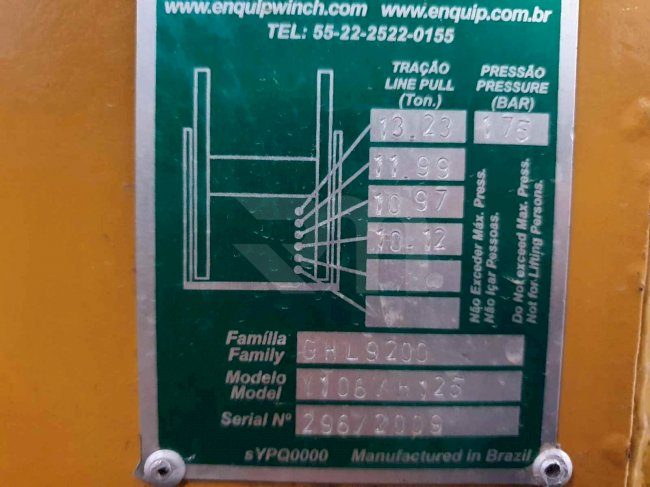 www.enquipwinch.com www.enquip.com.br
TEL: 55-22-2522-0155
TRAÇÃO
LINE PULL
(Ton.)
PRESSÃO
PRESSURE
(BAR)
13.23
175
11.99
10.97
10.12
Não Exceder Máx. Press.
Não Içar Pessoas.
Do Not exceed Max. Press.
Not for Lifting Persons.
Família
Family
GHL9200
Modelo
Model
Serial Nº
296/2009
sYPQ0000 Manufactured in Brazil